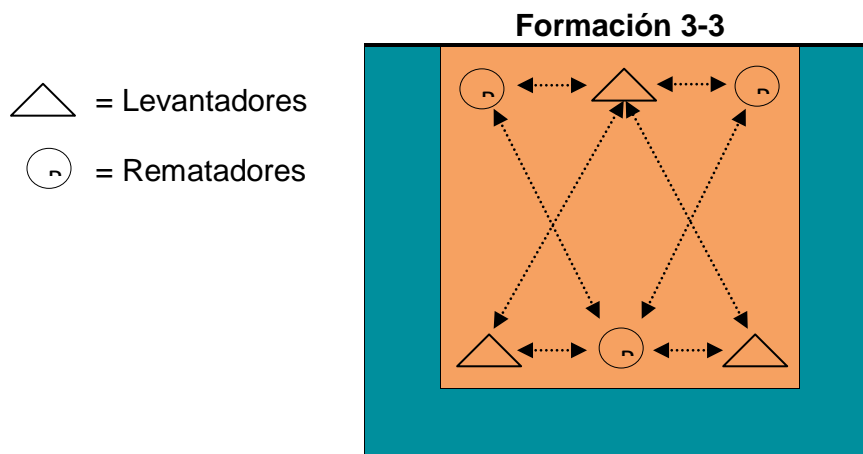 Formación 3-3
= Levantadores
= Rematadores